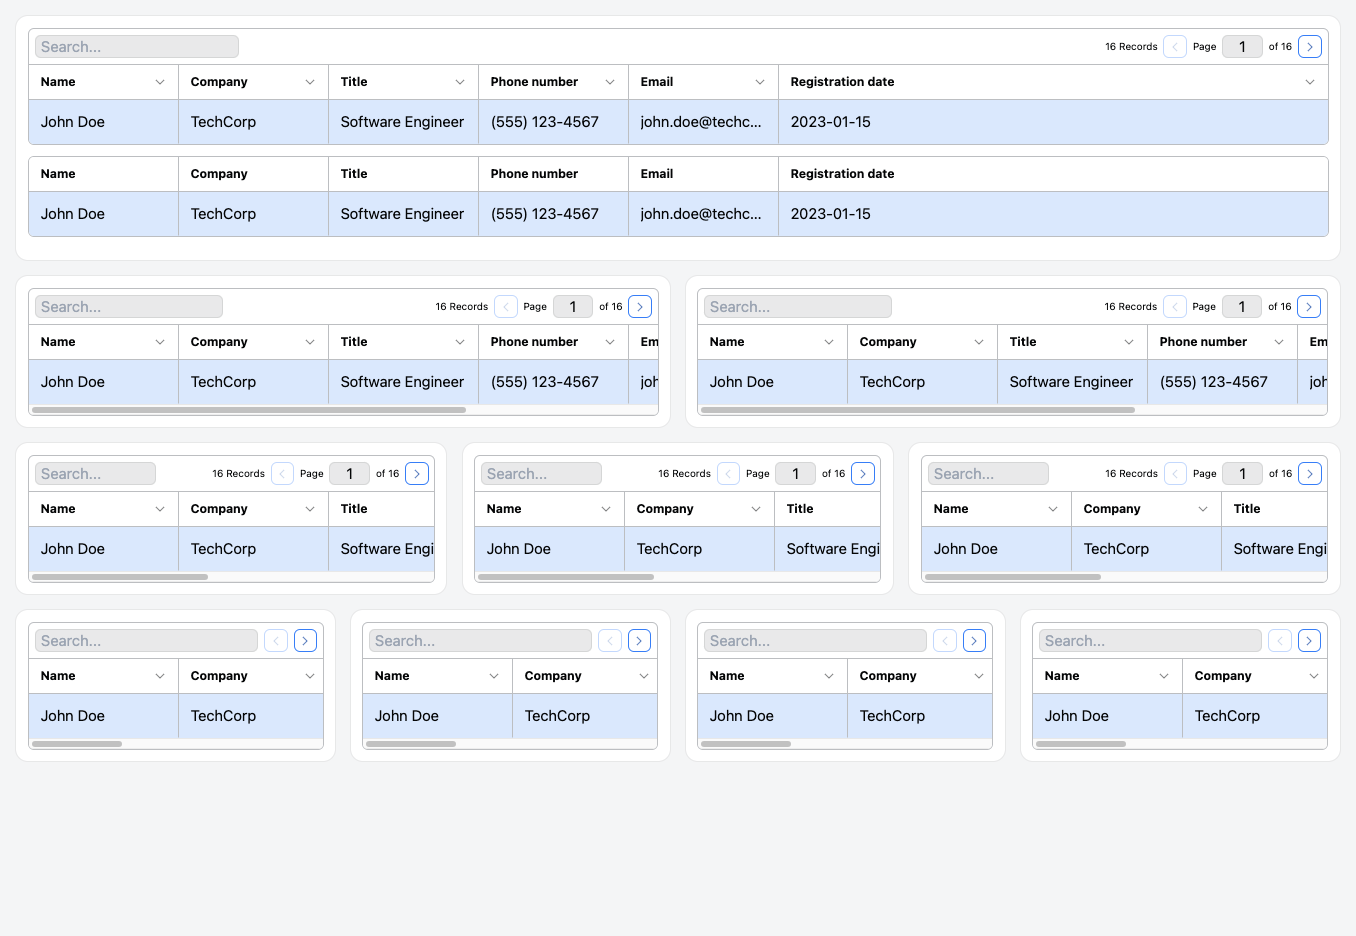 Search... 16 Records Page 1 of 16
Name Company Title Phone number Email Registration date
John Doe TechCorp Software Engineer (555) 123-4567 john.doe@techc... 2023-01-15
Name Company Title Phone number Email Registration date
John Doe TechCorp Software Engineer (555) 123-4567 john.doe@techc... 2023-01-15
Search... 16 Records Page 1 of 16 Search... 16 Records Page 1 of 16
Name Company Title Phone number Em Name Company Title Phone number Em
John Doe TechCorp Software Engineer (555) 123-4567 joh John Doe TechCorp Software Engineer (555) 123-4567 joh
Search... 16 Records Page 1 of 16 Search... 16 Records Page 1 of 16 Search... 16 Records Page 1 of 16
Name Company Title Name Company Title Name Company Title
John Doe TechCorp Software Engi John Doe TechCorp Software Engi John Doe TechCorp Software Engi
Search... Search... Search... Search...
Name Company Name Company Name Company Name Company
John Doe TechCorp John Doe TechCorp John Doe TechCorp John Doe TechCorp